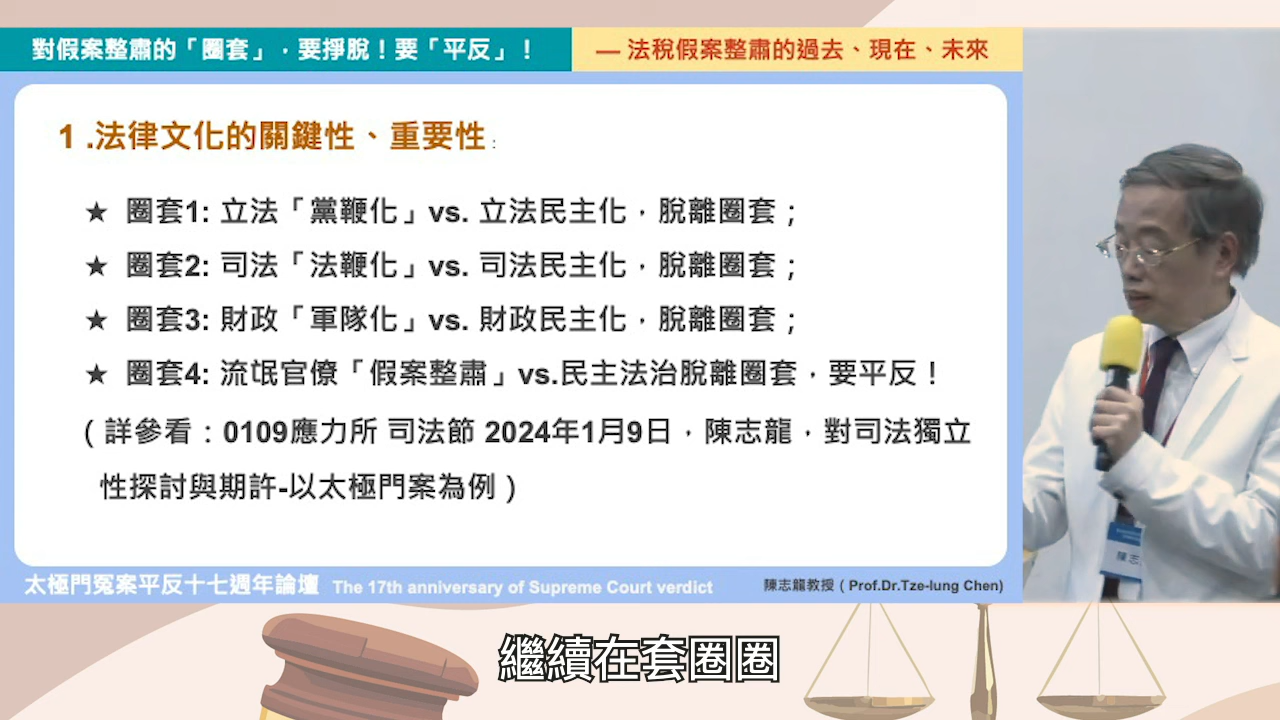 對假案整肅的「圈套」，要掙脫！要「平反」！
— 法稅假案整肅的過去、現在、未來
1 .法律文化的關鍵性、重要性：
★ 圈套1: 立法「黨鞭化」vs. 立法民主化，脫離圈套；
★ 圈套2: 司法「法鞭化」vs. 司法民主化，脫離圈套；
★ 圈套3: 財政「軍隊化」vs. 財政民主化，脫離圈套；
★ 圈套4: 流氓官僚「假案整肅」vs.民主法治脫離圈套，要平反！
（詳參看：0109應力所 司法節 2024年1月9日，陳志龍，對司法獨立
性探討與期許-以太極門案為例）
太極門冤案平反十七週年論壇 The 17th anniversary of Supreme Court verdict
陳志龍教授（Prof.Dr.Tze-lung Chen)
陳志
繼續在套圈圈